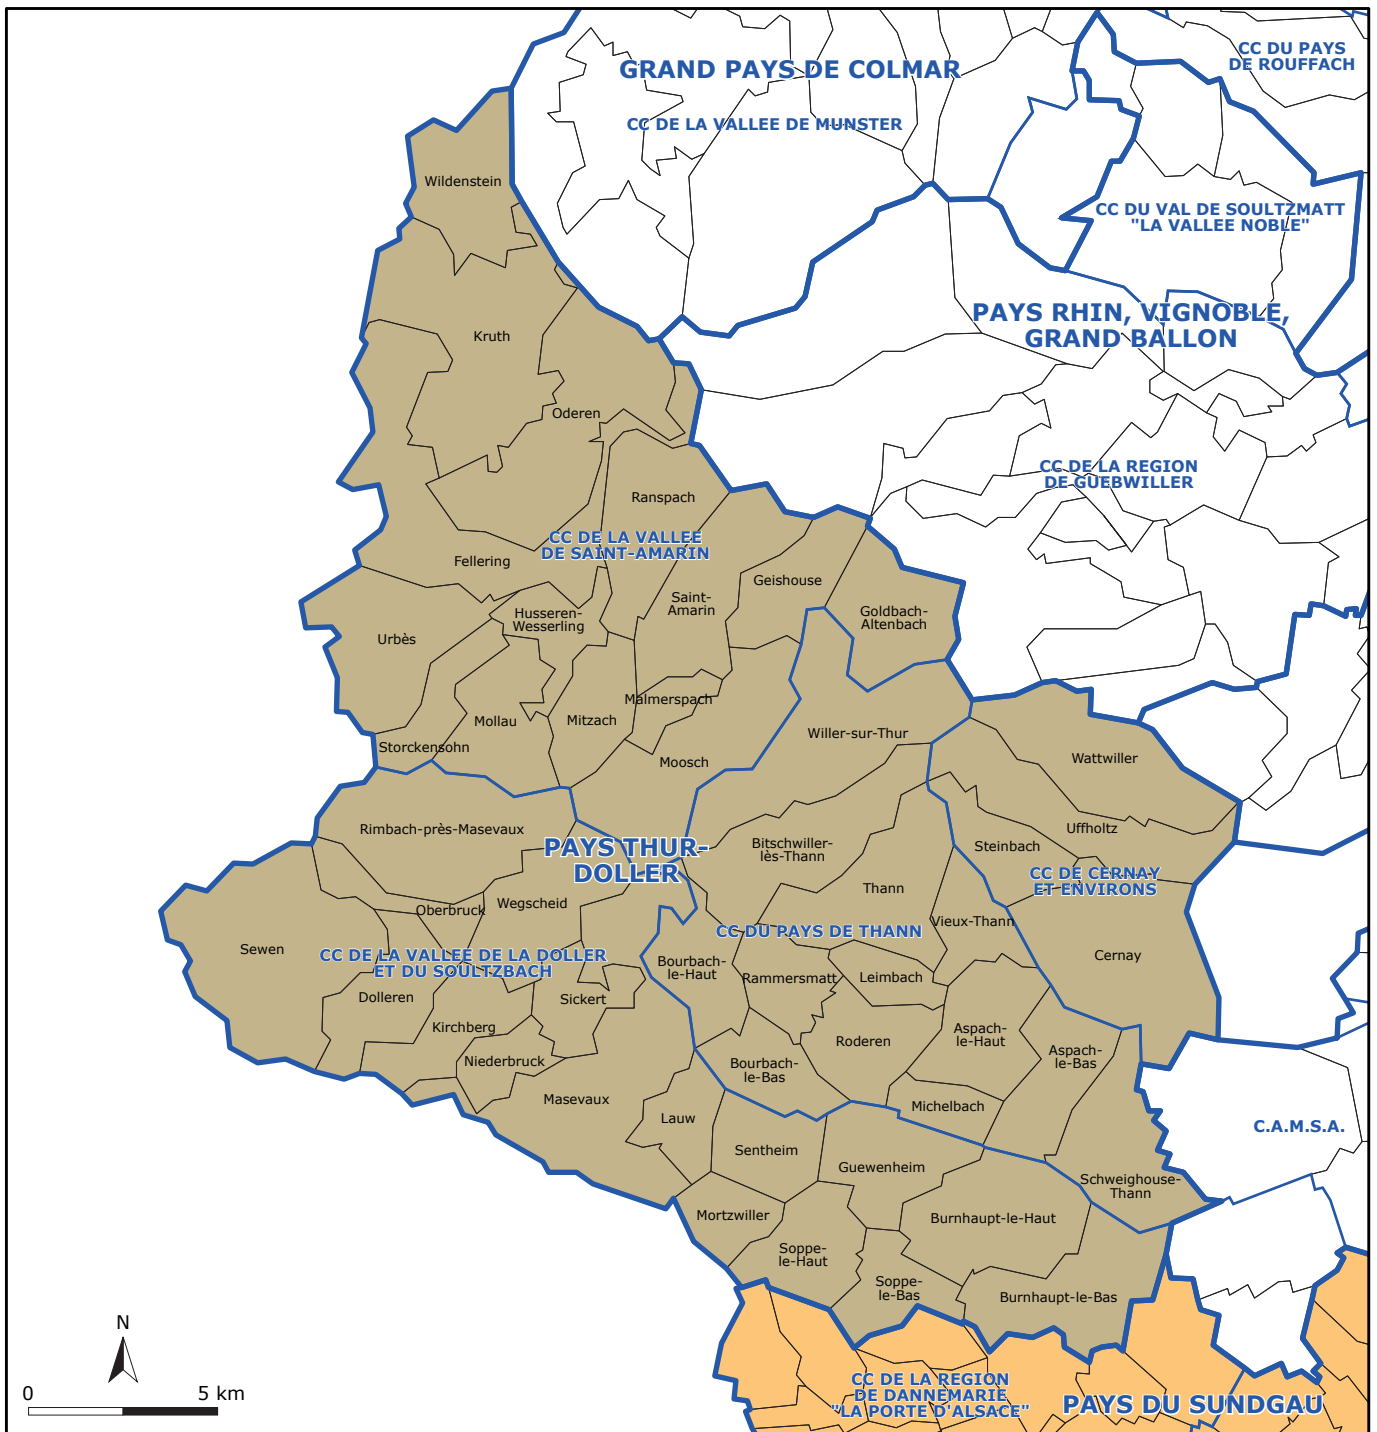 CC DU PAYS
DE ROUFFACH
GRAND PAYS DE COLMAR
CC DE LA VALLEE DE MUNSTER
Wildenstein
CC DU VAL DE SOULTZMATT
"LA VALLEE NOBLE"
PAYS RHIN, VIGNOBLE,
GRAND BALLON
Kruth
Oderen
CC DE LA REGION
DE GUEBWILLER
Ranspach
CC DE LA VALLEE
DE SAINT-AMARIN
Fellering
Geishouse
Saint-
Amarin
Goldbach-
Altenbach
Husseren-
Wesserling
Urbès
Malmerspach
Mollau
Mitzach
Willer-sur-Thur
Storckensohn
Moosch
Wattwiller
Rimbach-près-Masevaux
Uffholtz
PAYS THUR-
DOLLER
Bitschwiller-
lès-Thann
Steinbach
CC DE CERNAY
ET ENVIRONS
Thann
Wegscheid
Oberbruck
Vieux-Thann
CC DU PAYS DE THANN
Sewen
CC DE LA VALLEE DE LA DOLLER
ET DU SOULTZBACH
Cernay
Bourbach-
le-Haut
Rammersmatt
Leimbach
Dolleren
Sickert
Kirchberg
Aspach-
le-Haut
Roderen
Aspach-
le-Bas
Niederbruck
Bourbach-
le-Bas
Masevaux
Michelbach
Lauw
C.A.M.S.A.
Sentheim
Guewenheim
Schweighouse-
Thann
Mortzwiller
Burnhaupt-le-Haut
Soppe-
le-Haut
Soppe-
le-Bas
Burnhaupt-le-Bas
N
0 5 km
CC DE LA REGION
DE DANNEMARIE
"LA PORTE D'ALSACE"
PAYS DU SUNDGAU